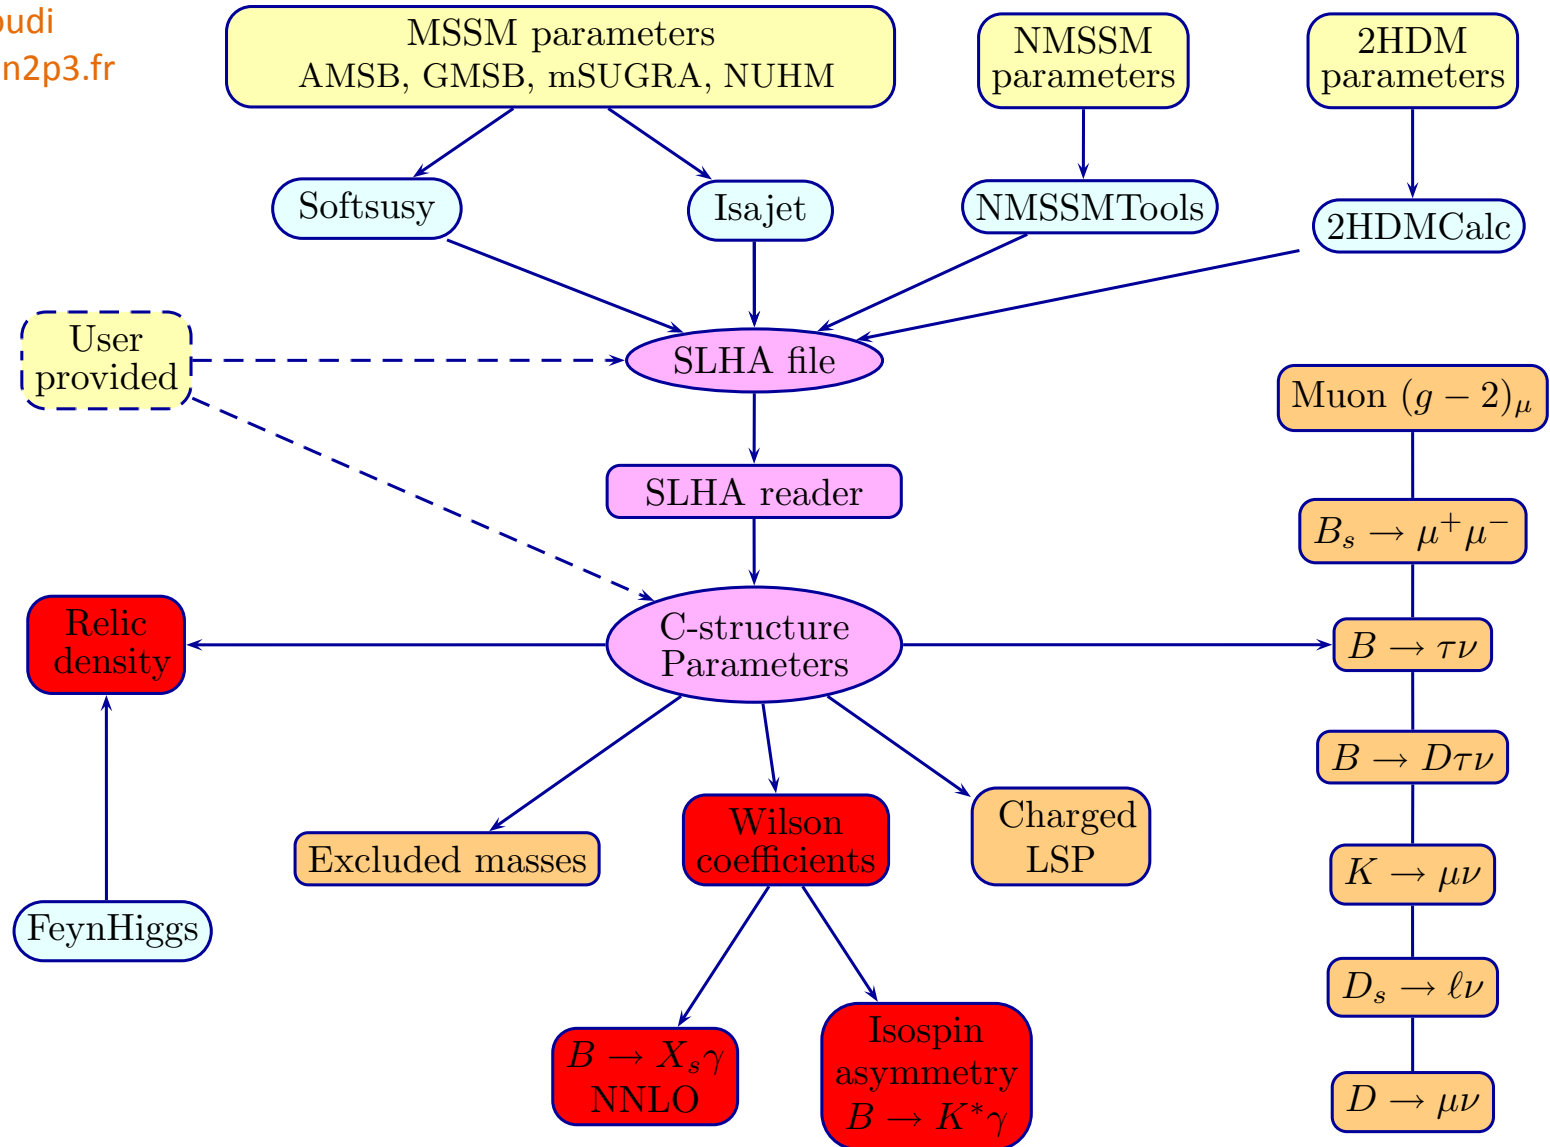 oudi
n2p3.fr
MSSM parameters
AMSB, GMSB, mSUGRA, NUHM
NMSSM
parameters
2HDM
parameters
Softsusy
Isajet
NMSSMTools
2HDMCalc
User
provided
SLHA file
Muon (g − 2)μ
SLHA reader
Bs → μ+μ−
Relic
density
C-structure
Parameters
B → τν
B → Dτν
Wilson
coefficients
Charged
LSP
Excluded masses
K → μν
FeynHiggs
Ds → ℓν
B → Xsγ
NNLO
Isospin
asymmetry
B → K*γ
D → μν